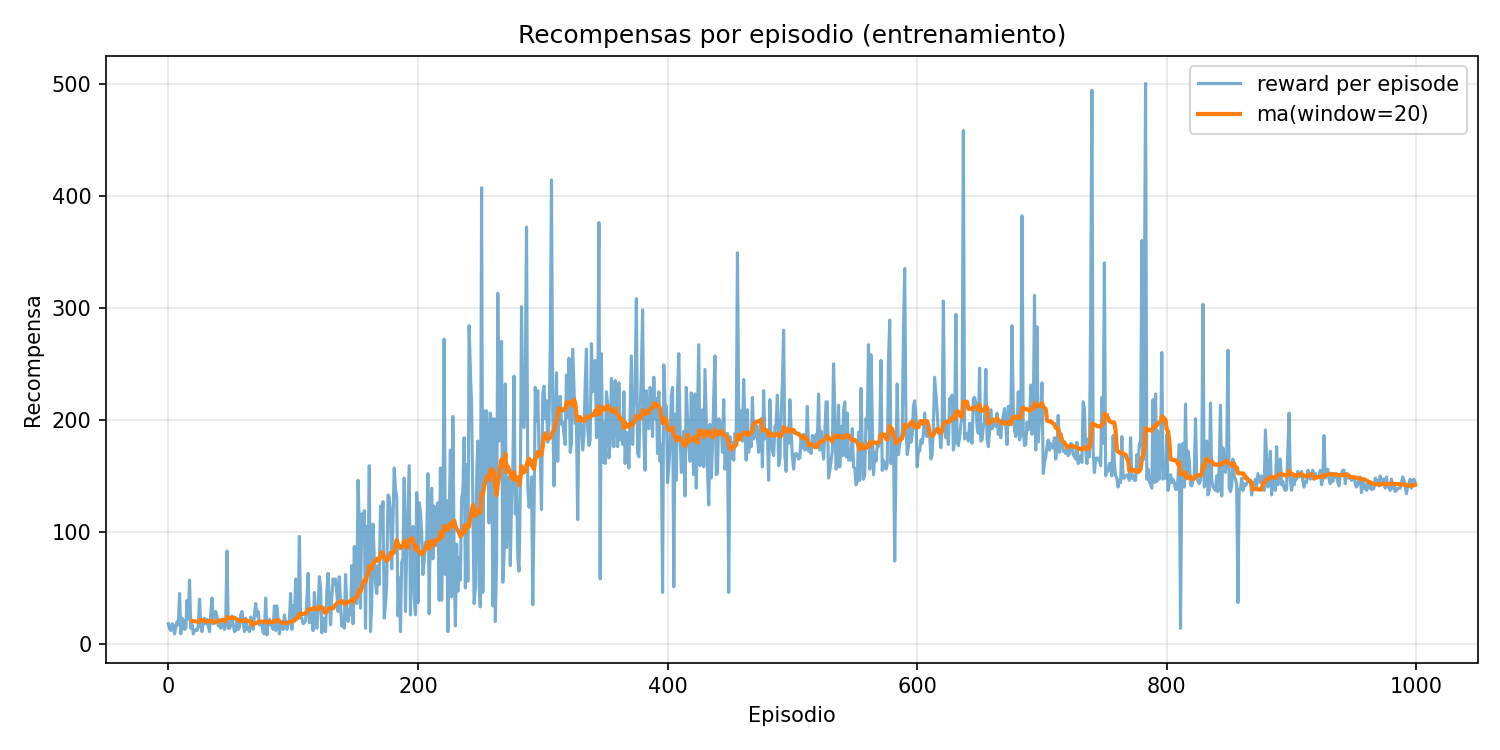 Recompensas por episodio (entrenamiento)
reward per episode
ma(window=20)
500
400
300
200
100
0
Recompensa
0 200 400 600 800 1000
Episodio